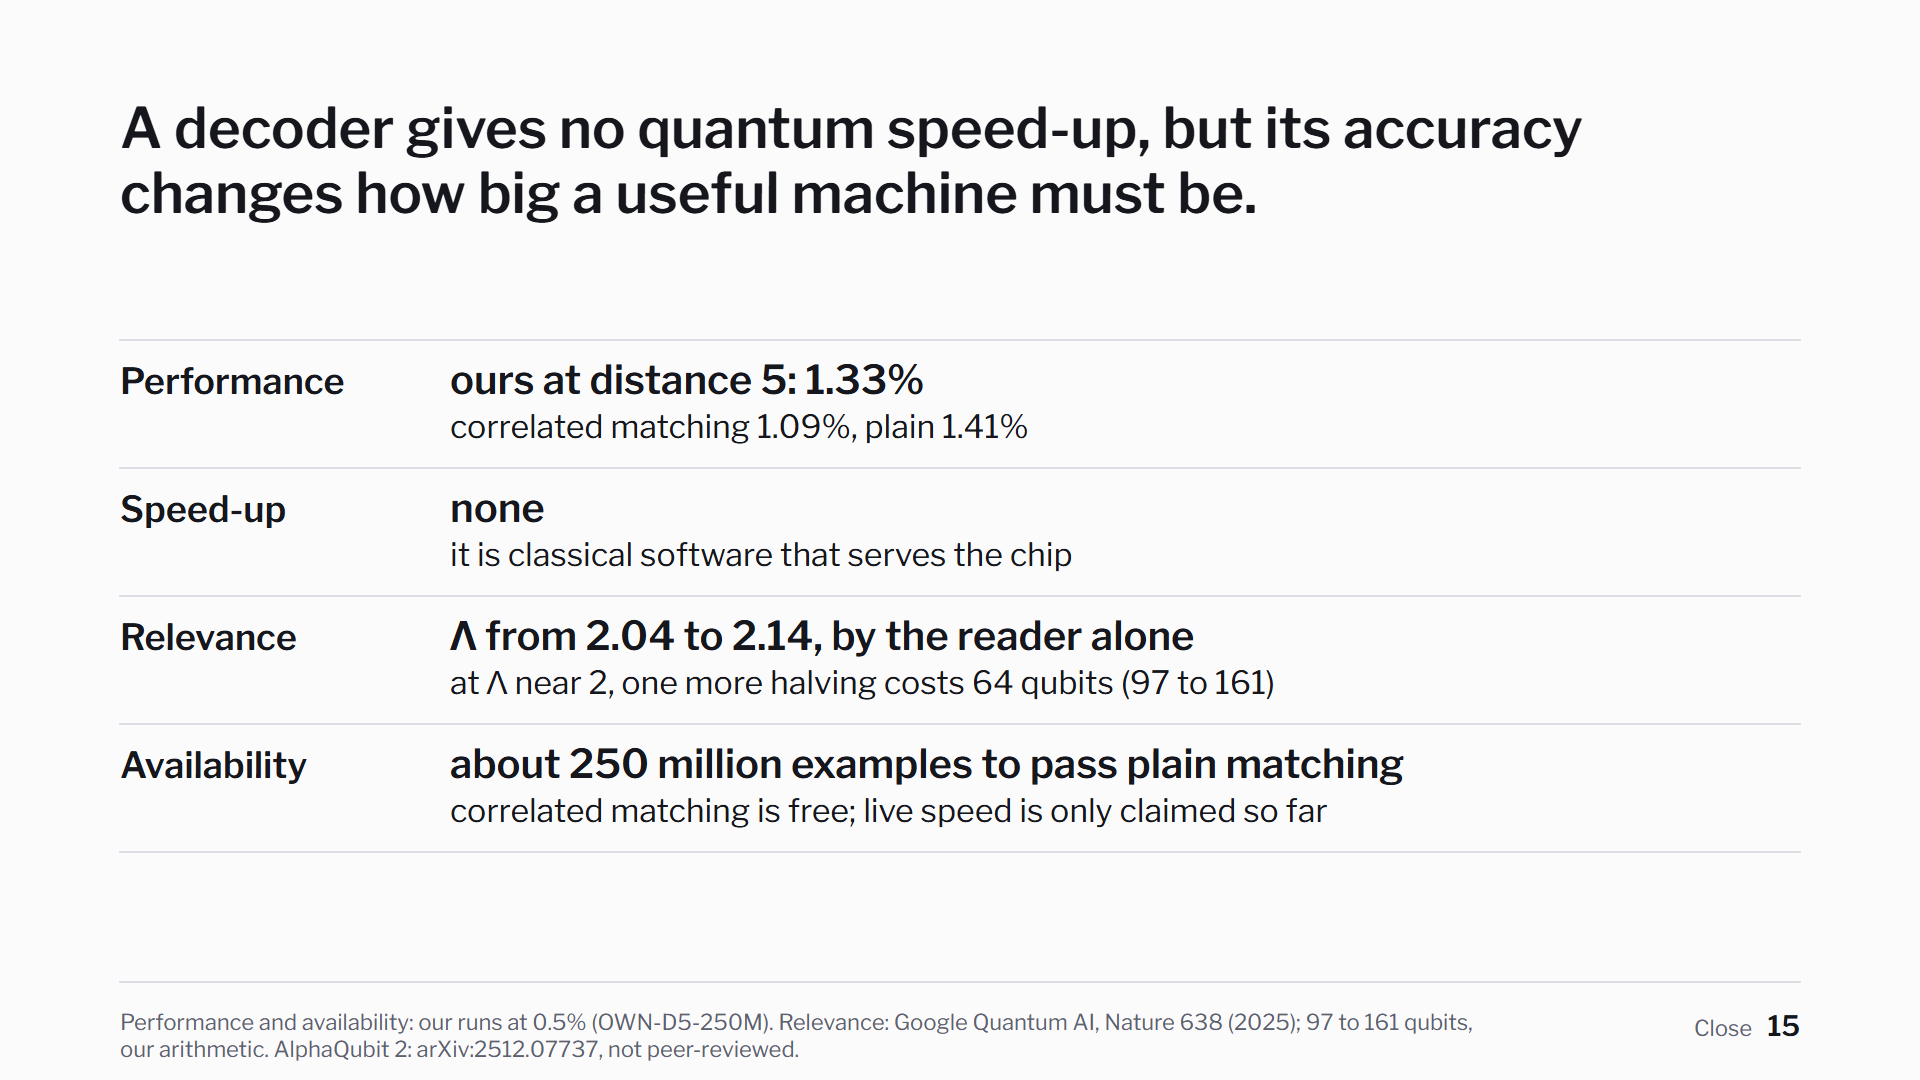 A decoder gives no quantum speed-up, but its accuracy
changes how big a useful machine must be.
Performance
ours at distance 5: 1.33%
correlated matching 1.09%, plain 1.41%
Speed-up
none
it is classical software that serves the chip
Relevance
Λ from 2.04 to 2.14, by the reader alone
at Λ near 2, one more halving costs 64 qubits (97 to 161)
Availability
about 250 million examples to pass plain matching
correlated matching is free; live speed is only claimed so far
Performance and availability: our runs at 0.5% (OWN-D5-250M). Relevance: Google Quantum AI, Nature 638 (2025); 97 to 161 qubits,
our arithmetic. AlphaQubit 2: arXiv:2512.07737, not peer-reviewed.
Close 15